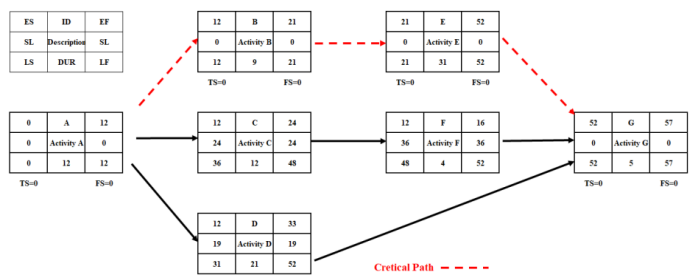 ES ID EF
SL Description SL
LS DUR LF
12 B 21
0 Activity B 0
12 9 21
TS=0 FS=0
21 E 52
0 Activity E 0
21 31 52
TS=0 FS=0
0 A 12
0 Activity A 0
0 12 12
TS=0 FS=0
12 C 24
24 Activity C 24
36 12 48
12 F 16
36 Activity F 36
48 4 52
52 G 57
0 Activity G 0
52 5 57
TS=0 FS=0
12 D 33
19 Activity D 19
31 21 52
Cretical Path